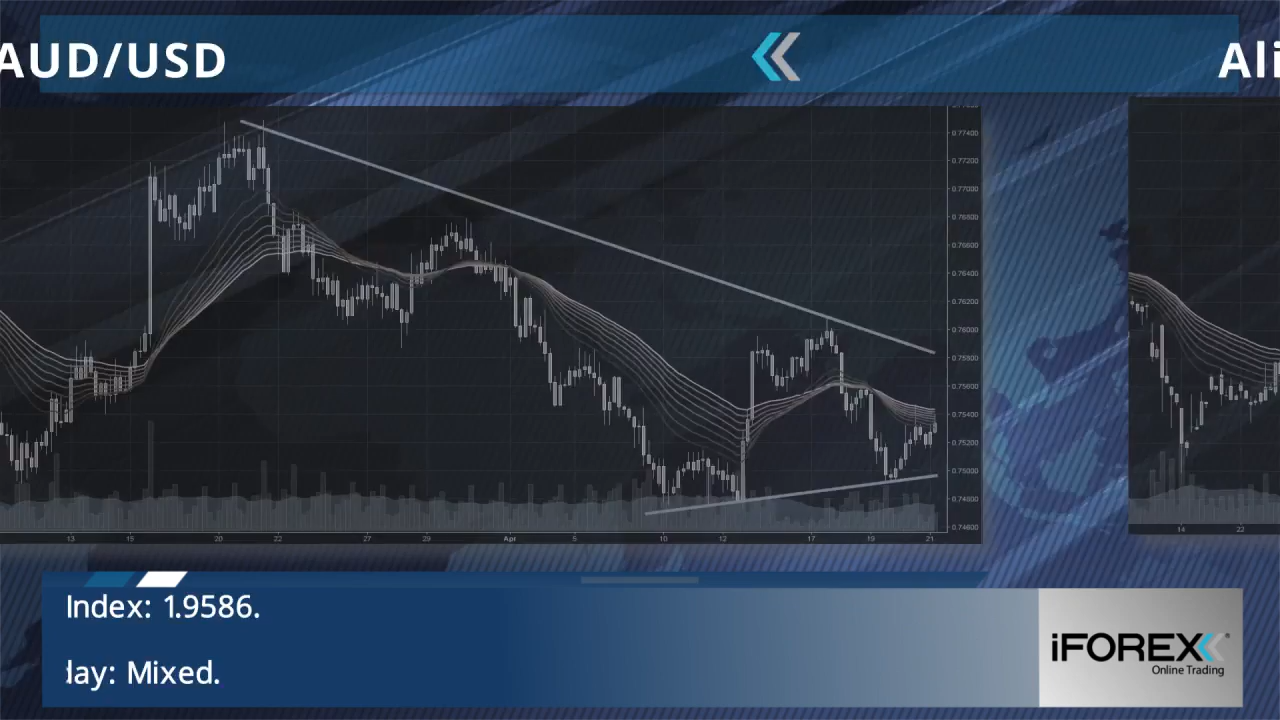 AUD/USD
Ali
0.77400
0.77200
0.77000
0.76800
0.76600
0.76400
0.76200
0.76000
0.75800
0.75600
0.75400
0.75200
0.75000
0.74800
0.74600
13 15 20 22 27 29 Apr 5 10 12 17 19 21
14 22
Index: 1.9586.
day: Mixed.
iFOREX
Online Trading